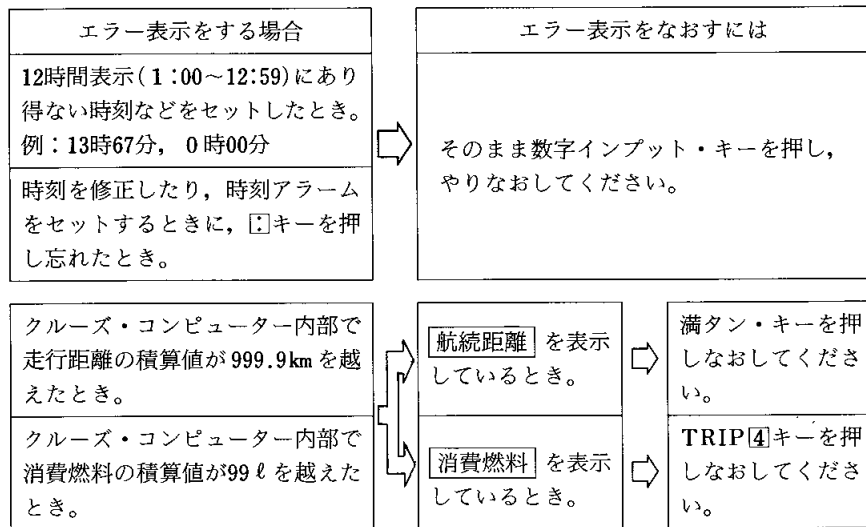 エラー表示をする場合
エラー表示をなおすには
12時間表示(1:00～12:59)にあり
得ない時刻などをセットしたとき。
例：13時67分，0時00分
時刻を修正したり，時刻アラーム
をセットするときに，:キーを押
し忘れたとき。
そのまま数字インプット・キーを押し，
やりなおしてください。
クルーズ・コンピューター内部で
走行距離の積算値が999.9kmを越
えたとき。
クルーズ・コンピューター内部で
消費燃料の積算値が99ℓを越えた
とき。
航続距離 を表示
しているとき。
満タン・キーを押
しなおしてくださ
い。
消費燃料 を表示
しているとき。
TRIP4キーを押
しなおしてくださ
い。